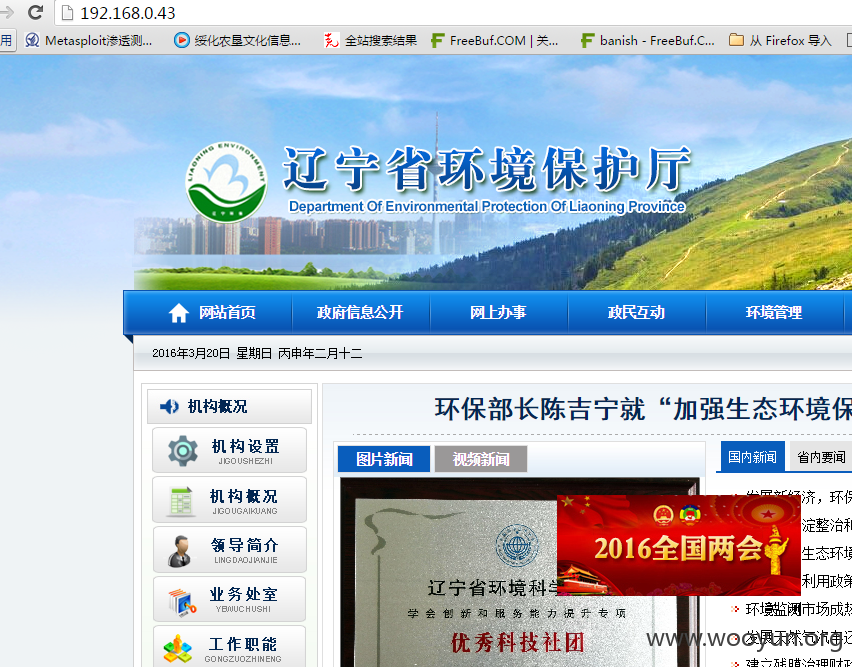 192.168.0.43
用 Metasploit渗透测... 绥化农垦文化信息... 全站搜索结果 FreeBuf.COM | 关... banish - FreeBuf.C... 从 Firefox 导入
LIAONING ENVIRONMENT
辽宁省环境保护厅
Department Of Environmental Protection Of Liaoning Province
网站首页 政府信息公开 网上办事 政民互动 环境管理
2016年3月20日 星期日 丙申年二月十二
机构概况
环保部长陈吉宁就“加强生态环境保
机构设置
JIGOUSHEZHI
图片新闻 视频新闻
国内新闻 省内要闻
机构概况
JIGOUGAIKUANG
发展新经济，环保
淀整治和
生态环境
利用政策
2016全国两会
领导简介
LINGDAOJIANJIE
辽宁省环境科学
学会创新和服务能力提升专项
优秀科技社团
业务处室
YEWUCHUSHI
环境监测市场成
工作职能
GONGZUOZHINENG
www.wooyun.org